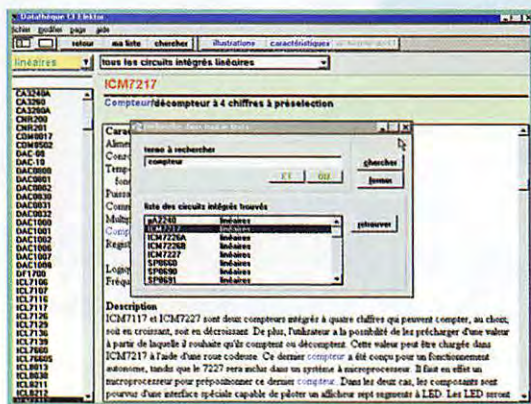 Datathèque CI Elektor
fichier modifier page aide
retour ma liste chercher illustrations caractéristiques
linéaires
tous les circuits intégrés linéaires
ICM7217
Compteur/décompteur à 4 chiffres à préselection
CA3240A
CA3260
CA3280A
CNR200
CNR201
COM8017
COM8502
DAC-08
DAC-10
DAC0800
DAC0801
DAC0802
DAC0830
DAC0831
DAC0832
DAC1000
DAC1001
DAC1002
DAC1006
DAC1007
DAC1008
DF1700
ICL7106
ICL7107
ICL7116
ICL7117
ICL7126
ICL7129
ICL7136
ICL7139
ICL7660
ICL7660S
ICL8013
ICL8038
ICL8211
ICL8212
terme à rechercher
compteur
ET OU
chercher
fermer
liste des circuits intégrés trouvés
µA2240 linéaires
ICM7217 linéaires
ICM7226A linéaires
ICM7226B linéaires
ICM7227 linéaires
SP8660 linéaires
SP8690 linéaires
SP8691 linéaires
retrouver
Description
ICM7117 et ICM7227 sont deux compteurs intégrés à quatre chiffres qui peuvent compter, au choix,
soit en croissant, soit en décroissant. De plus, l'utilisateur a la possibilité de les précharger d'une valeur
à partir de laquelle il souhaite qu'ils comptent ou décomptent. Cette valeur peut être chargée dans
ICM7217 à l'aide d'une roue codeuse. Ce dernier compteur a été conçu pour un fonctionnement
autonome, tandis que le 7227 sera inclus dans un système à microprocesseur. Il faut en effet un
microprocesseur pour prépositionner ce dernier compteur. Dans les deux cas, les composants sont
pourvus d'une interface spéciale capable de piloter un afficheur sept segments à LED. Les LED seront